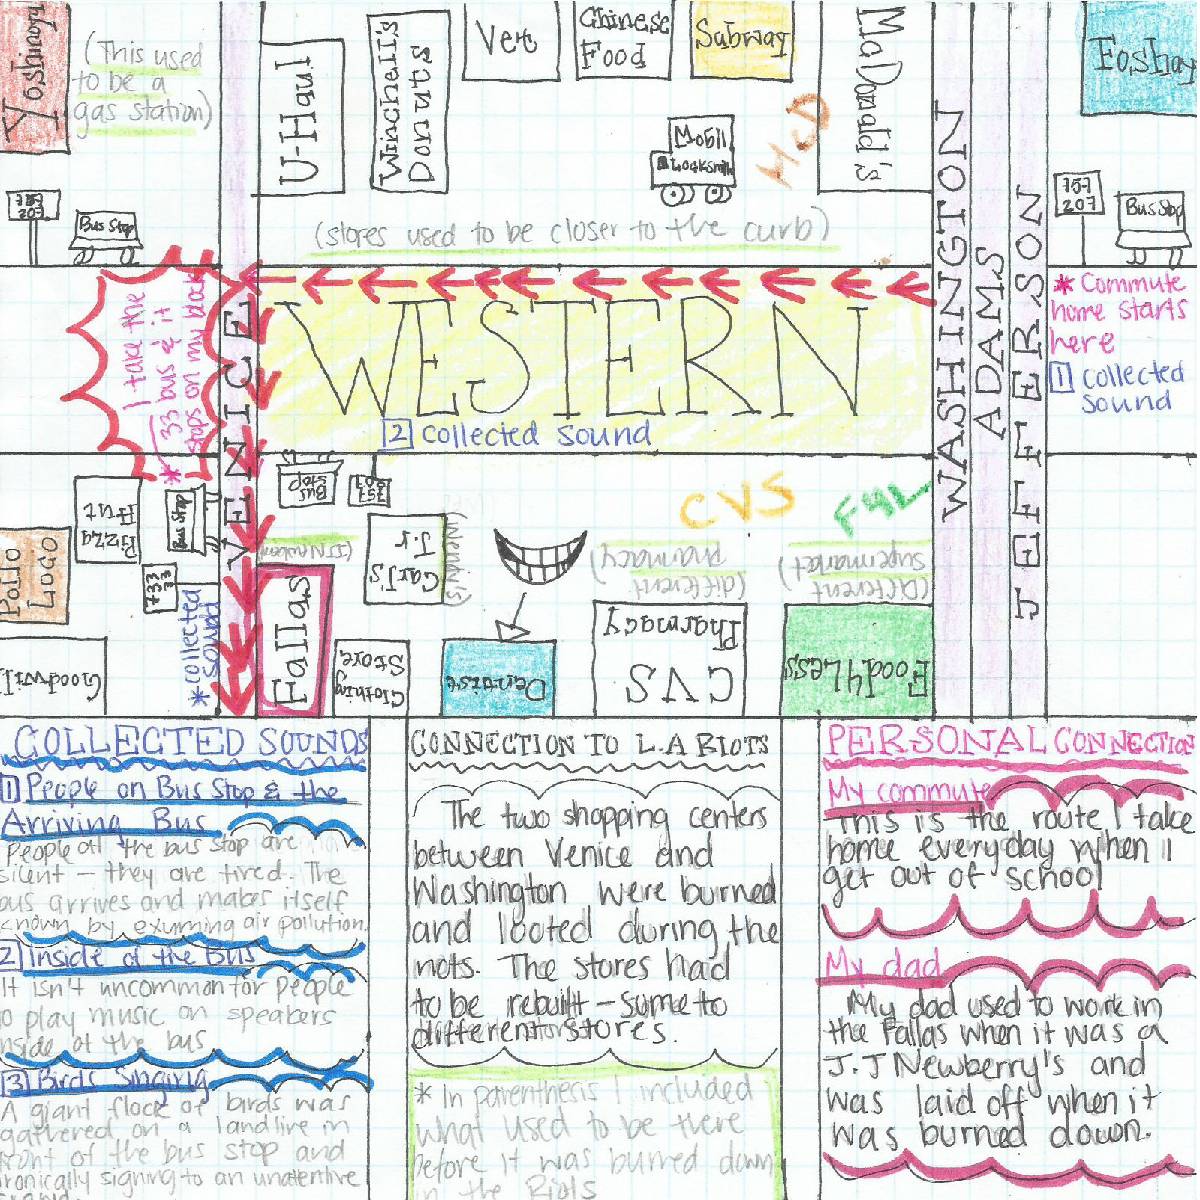 Yoshinoya
(This used
to be a
gas station)
U-Haul
Winchell's
Donuts
Vet
Chinese
Food
Subway
McDonald's
Foshay
Mobil
Locksmith
McD
757
207
Bus Stop
757
207
Bus Stop
(stores used to be closer to the curb)
I take the
33 bus & it
* stops on my block
VENICE
WESTERN
2 collected sound
WASHINGTON
ADAMS
JEFFERSON
* Commute
home starts
here
1 collected
sound
Pizza
Hut
Bus Stop
733
33
Pollo
Loco
Goodwill
* collected
sound
Bus
Stop
757
207
(JJ Newberry)
Fallas
Carl's
Jr
(Wendy's)
Clothing
Store
Dentist
CVS
(different
pharmacy)
CVS
Pharmacy
F4L
(Different
supermarket)
Food4Less
COLLECTED SOUNDS
1 People on Bus Stop & the
Arriving Bus
People at the bus stop are
silent – they are tired. The
bus arrives and makes itself
known by exuming air pollution.
2 Inside of the Bus
It isn't uncommon for people
to play music on speakers
inside of the bus
3 Birds Singing
A giant flock of birds was
gathered on a landline in
front of the bus stop and
ironically signing to an unattentive
CONNECTION TO L.A RIOTS
The two shopping centers
between Venice and
Washington were burned
and looted during the
riots. The stores had
to be rebuilt – some to
different stores.
* In parenthesis I included
what used to be there
before it was burned down
in the Riots
PERSONAL CONNECTION
My commute
This is the route I take
home everyday when I
get out of school
My dad
My dad used to work in
the Fallas when it was a
J.J Newberry's and
was laid off when it
was burned down.